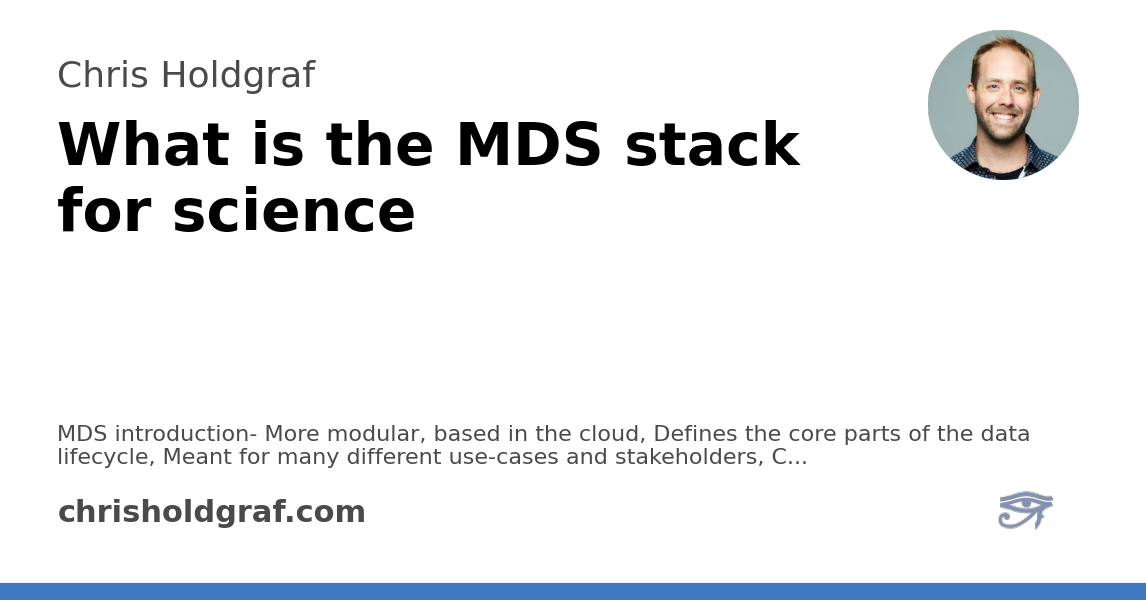 Chris Holdgraf
What is the MDS stack
for science
MDS introduction- More modular, based in the cloud, Defines the core parts of the data
lifecycle, Meant for many different use-cases and stakeholders, C...
chrisholdgraf.com